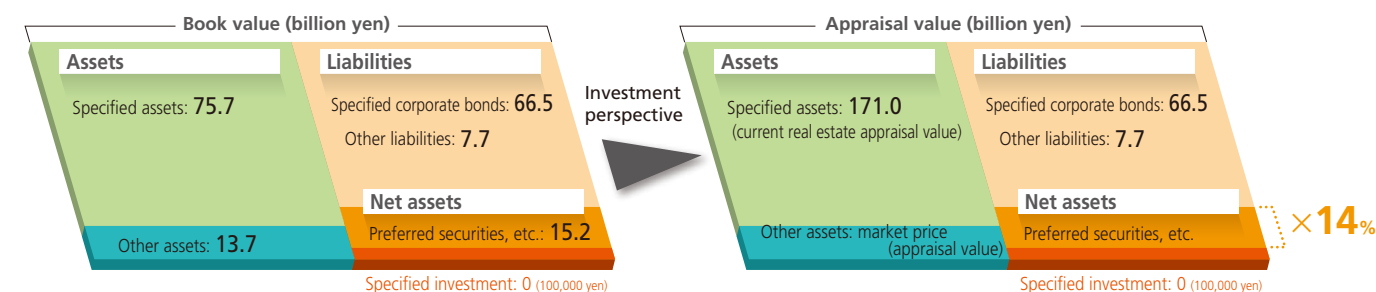 Book value (billion yen)
Assets
Specified assets: 75.7
Other assets: 13.7
Liabilities
Specified corporate bonds: 66.5
Other liabilities: 7.7
Net assets
Preferred securities, etc.: 15.2
Specified investment: 0 (100,000 yen)
Investment
perspective
Appraisal value (billion yen)
Assets
Specified assets: 171.0
(current real estate appraisal value)
Other assets: market price
(appraisal value)
Liabilities
Specified corporate bonds: 66.5
Other liabilities: 7.7
Net assets
Preferred securities, etc.
Specified investment: 0 (100,000 yen)
×14%